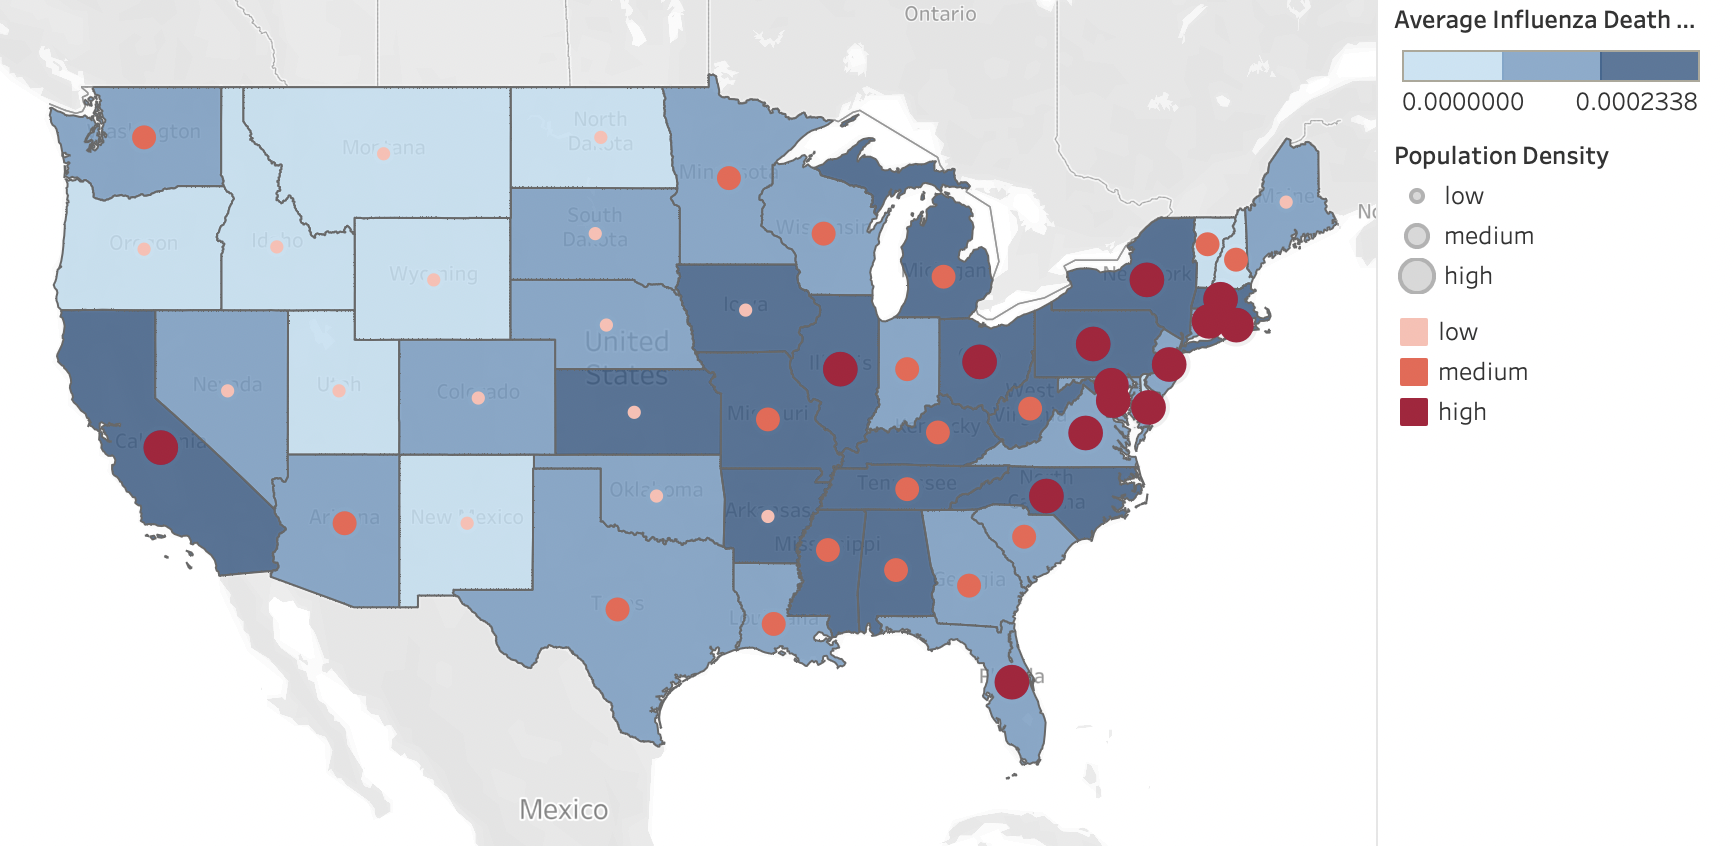 Ontario
Washington
Montana
North
Dakota
Minnesota
Maine
South
Dakota
Wisconsin
Oregon
Idaho
Wyoming
Michigan
New York
Iowa
United
States
Nevada
Utah
Colorado
Illinois
West
Virginia
Missouri
Kentucky
California
Oklahoma
Tennessee
North
Carolina
Arizona
New Mexico
Arkansas
Mississippi
Georgia
Texas
Louisiana
Florida
Mexico
Average Influenza Death ...
0.0000000 0.0002338
Population Density
low
medium
high
low
medium
high